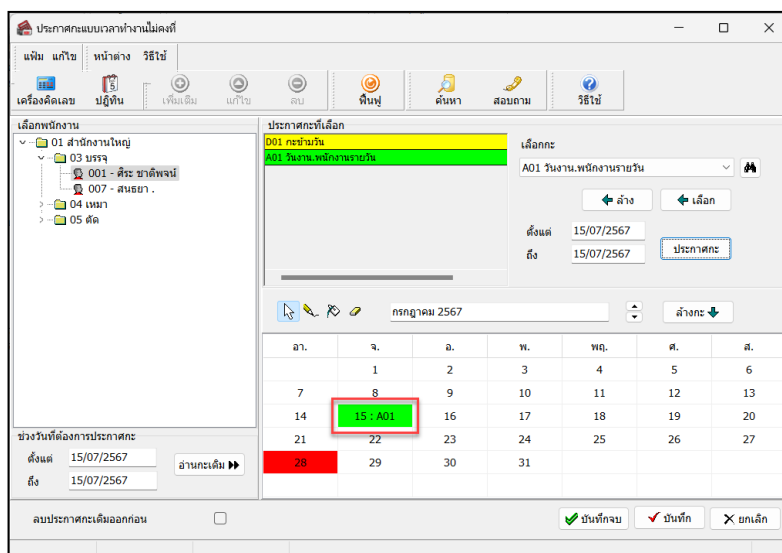 ประกาศกะแบบเวลาทำงานไม่คงที่
แฟ้ม แก้ไข หน้าต่าง วิธีใช้
เครื่องคิดเลข ปฏิทิน เพิ่มเติม แก้ไข ลบ ฟื้นฟู ค้นหา สอบถาม วิธีใช้
เลือกพนักงาน
01 สำนักงานใหญ่
03 บรรจุ
001 - ศิระ ชาติพจน์
007 - สนธยา .
04 เหมา
05 ตัด
ช่วงวันที่ต้องการประกาศกะ
ตั้งแต่ 15/07/2567
อ่านกะเดิม
ถึง 15/07/2567
ประกาศกะที่เลือก
D01 กะข้ามวัน
A01 วันงาน.พนักงานรายวัน
เลือกกะ
A01 วันงาน.พนักงานรายวัน
ล้าง เลือก
ตั้งแต่ 15/07/2567
ถึง 15/07/2567
ประกาศกะ
กรกฎาคม 2567 ล้างกะ
อา. จ. อ. พ. พฤ. ศ. ส.
1 2 3 4 5 6
7 8 9 10 11 12 13
14 15 : A01 16 17 18 19 20
21 22 23 24 25 26 27
28 29 30 31
ลบประกาศกะเดิมออกก่อน
บันทึกจบ บันทึก ยกเลิก